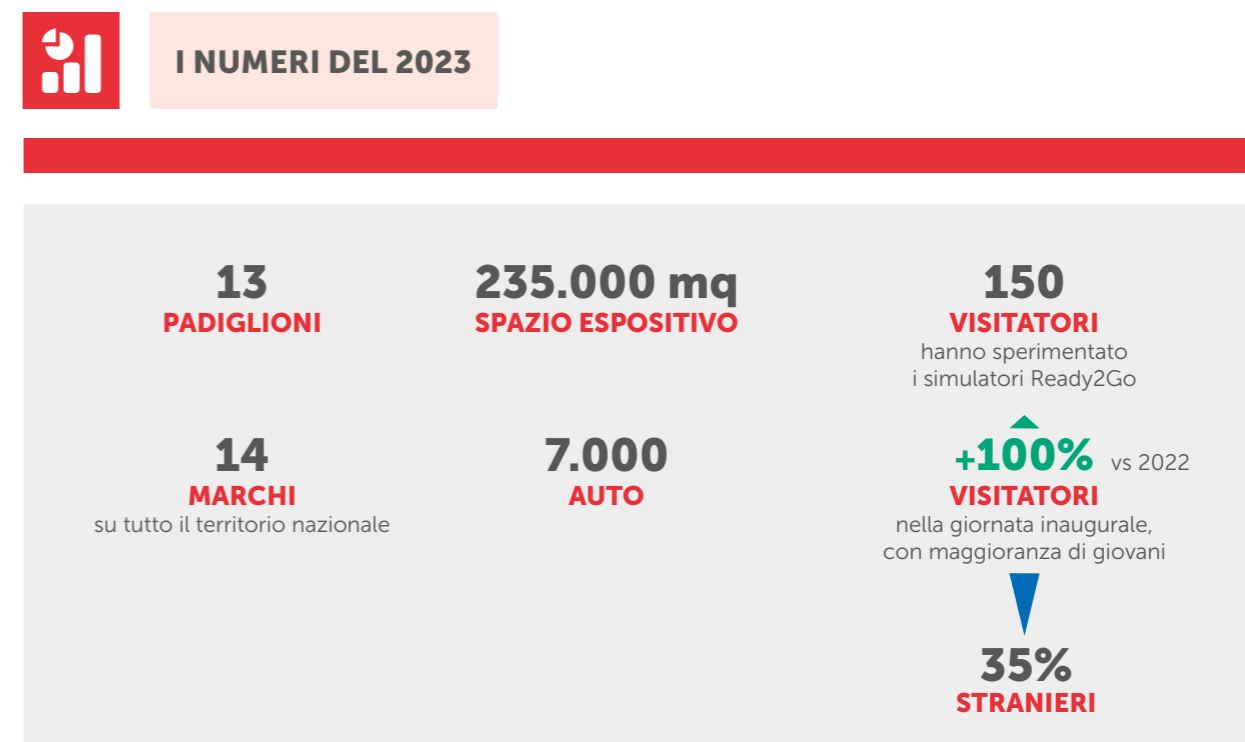 I NUMERI DEL 2023
13
PADIGLIONI
235.000 mq
SPAZIO ESPOSITIVO
150
VISITATORI
hanno sperimentato
i simulatori Ready2Go
14
MARCHI
su tutto il territorio nazionale
7.000
AUTO
+100% vs 2022
VISITATORI
nella giornata inaugurale,
con maggioranza di giovani
35%
STRANIERI